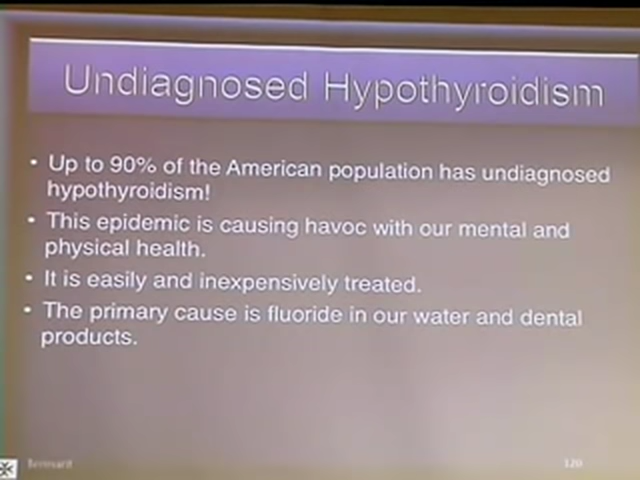 Undiagnosed Hypothyroidism
• Up to 90% of the American population has undiagnosed
hypothyroidism!
• This epidemic is causing havoc with our mental and
physical health.
• It is easily and inexpensively treated.
• The primary cause is fluoride in our water and dental
products.
120